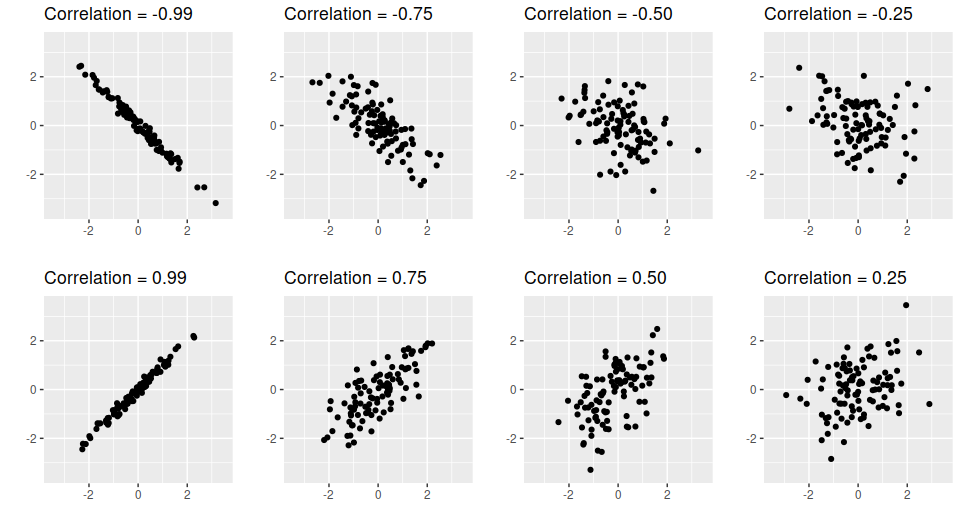 Correlation = -0.99 Correlation = -0.75 Correlation = -0.50 Correlation = -0.25
2 2 2 2
0 0 0 0
-2 -2 -2 -2
-2 0 2 -2 0 2 -2 0 2 -2 0 2
Correlation = 0.99 Correlation = 0.75 Correlation = 0.50 Correlation = 0.25
2 2 2 2
0 0 0 0
-2 -2 -2 -2
-2 0 2 -2 0 2 -2 0 2 -2 0 2